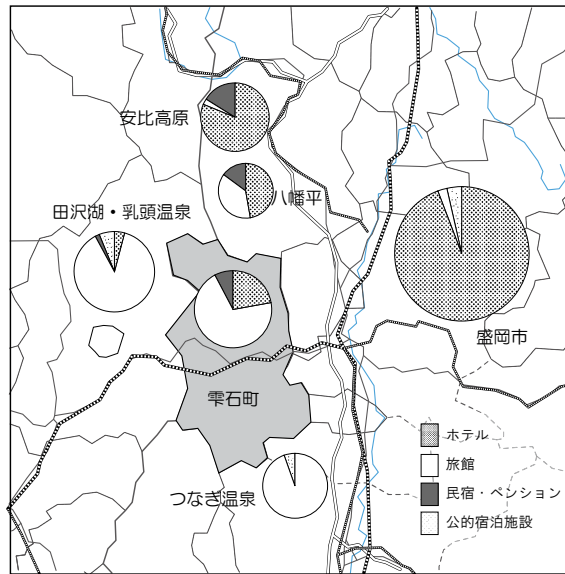 安比高原
八幡平
田沢湖・乳頭温泉
盛岡市
雫石町
つなぎ温泉
ホテル
旅館
民宿・ペンション
公的宿泊施設